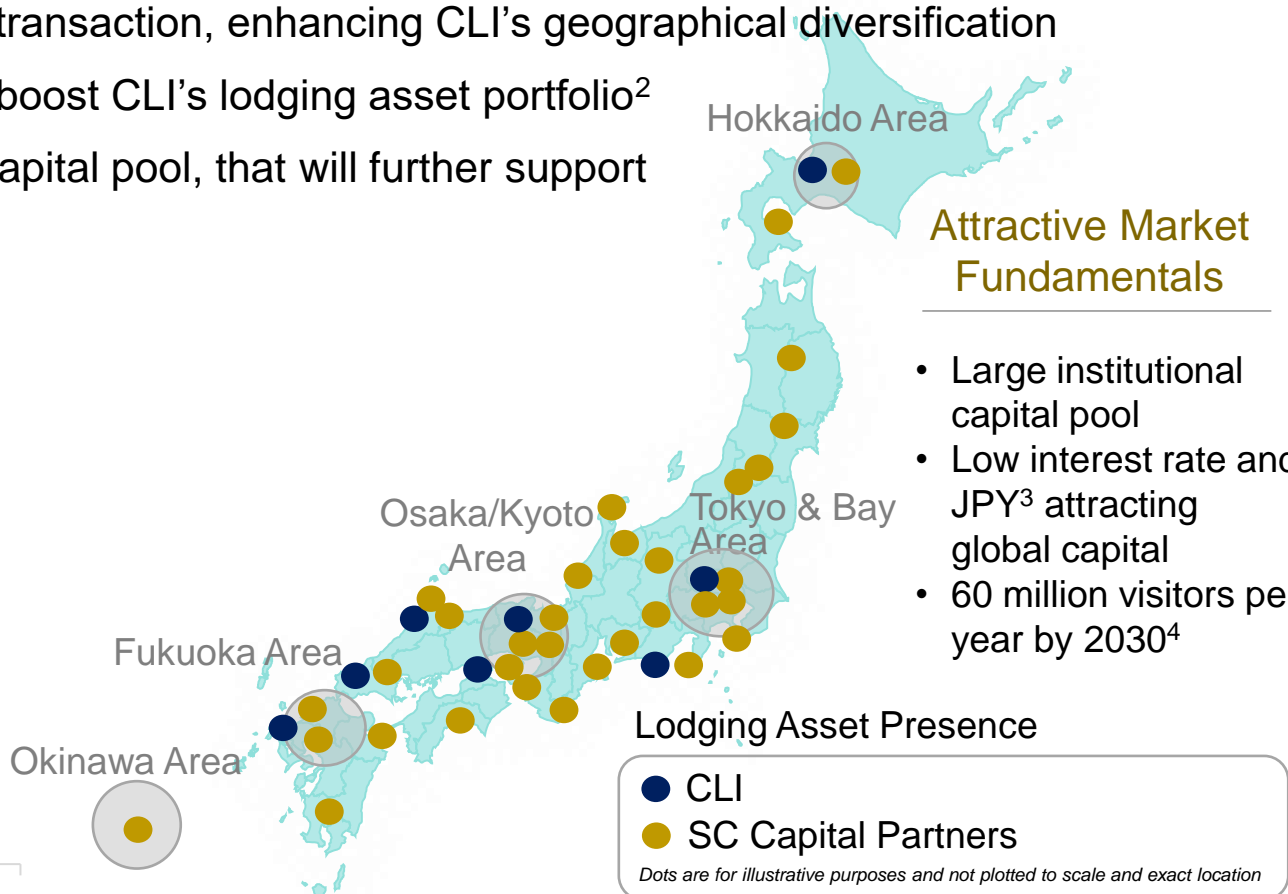 transaction, enhancing CLI's geographical diversification
boost CLI's lodging asset portfolio2
apital pool, that will further support
Hokkaido Area
Attractive Market
Fundamentals
• Large institutional
capital pool
• Low interest rate and
JPY3 attracting
global capital
• 60 million visitors pe
year by 20304
Osaka/Kyoto
Area
Tokyo & Bay
Area
Fukuoka Area
Okinawa Area
Lodging Asset Presence
CLI
SC Capital Partners
Dots are for illustrative purposes and not plotted to scale and exact location